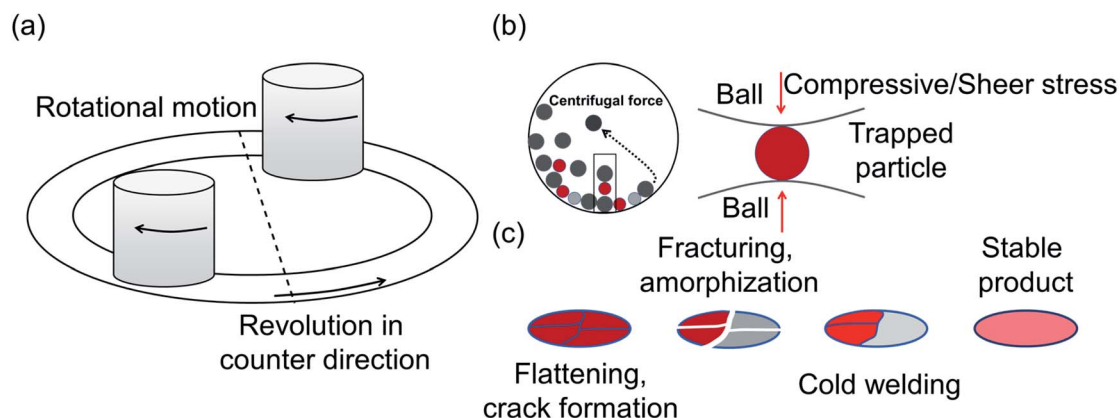 (a)
Rotational motion
Revolution in
counter direction
(b)
Centrifugal force
Ball
Compressive/Sheer stress
Trapped
particle
Ball
(c)
Fracturing,
amorphization
Stable
product
Flattening,
crack formation
Cold welding